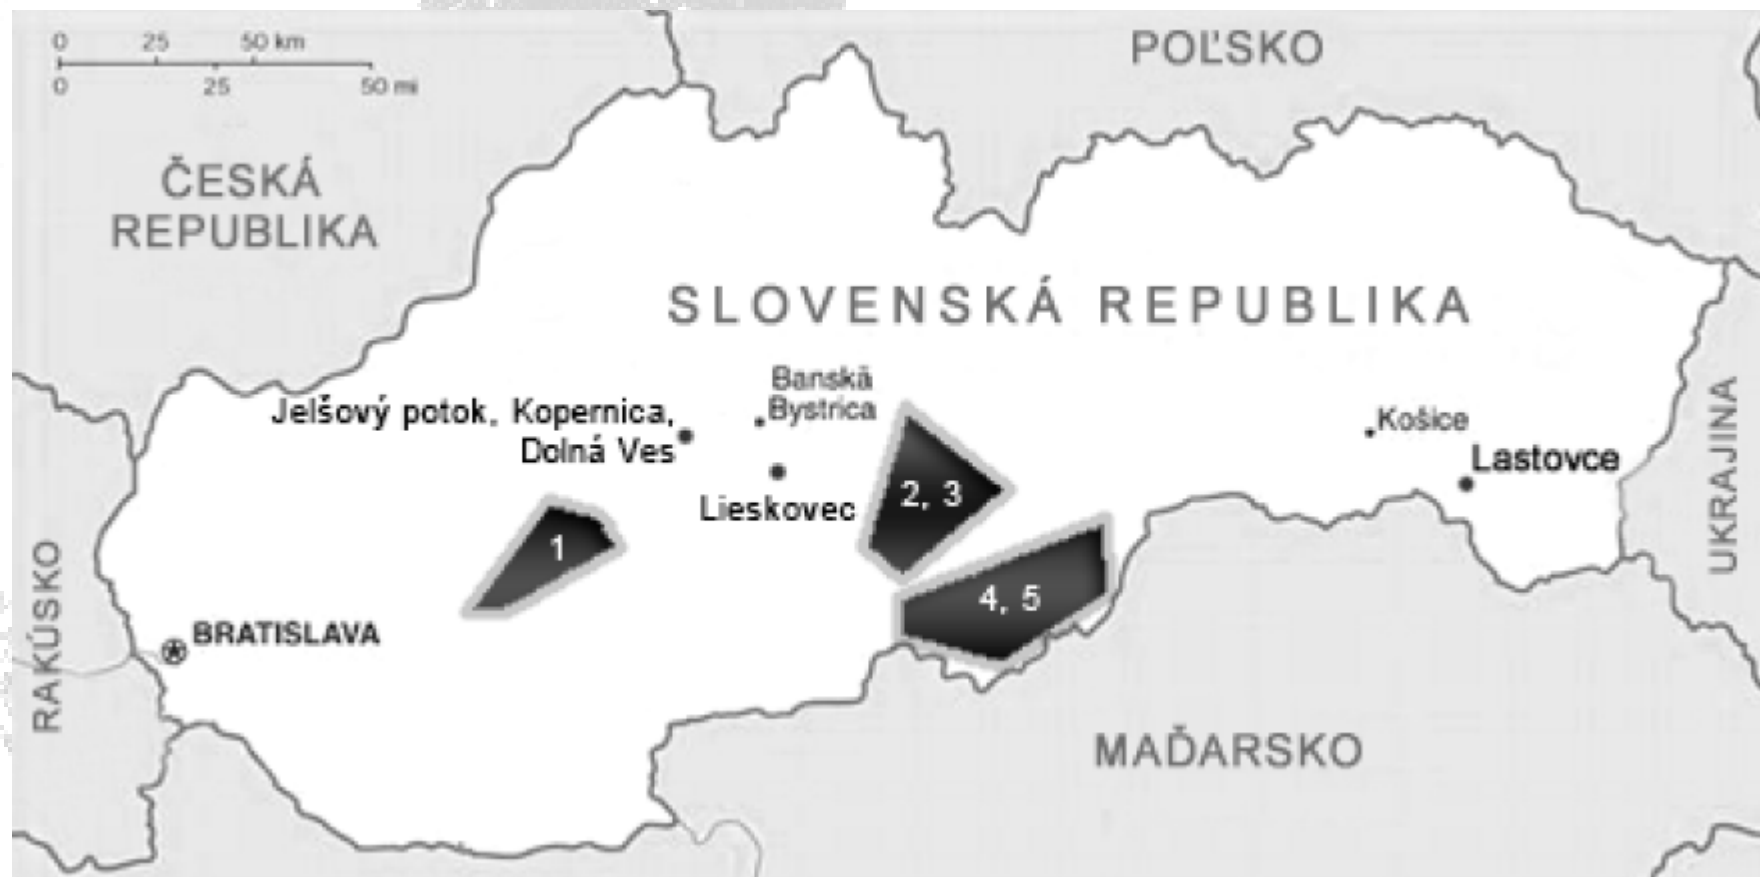 0 25 50 km
0 25 50 mi
POĽSKO
ČESKÁ
REPUBLIKA
SLOVENSKÁ REPUBLIKA
Banská
Bystrica
Jelšový potok, Kopernica,
Dolná Ves
Košice
Lastovce
Lieskovec
2, 3
1
4, 5
BRATISLAVA
RAKÚSKO
UKRAJINA
MAĎARSKO